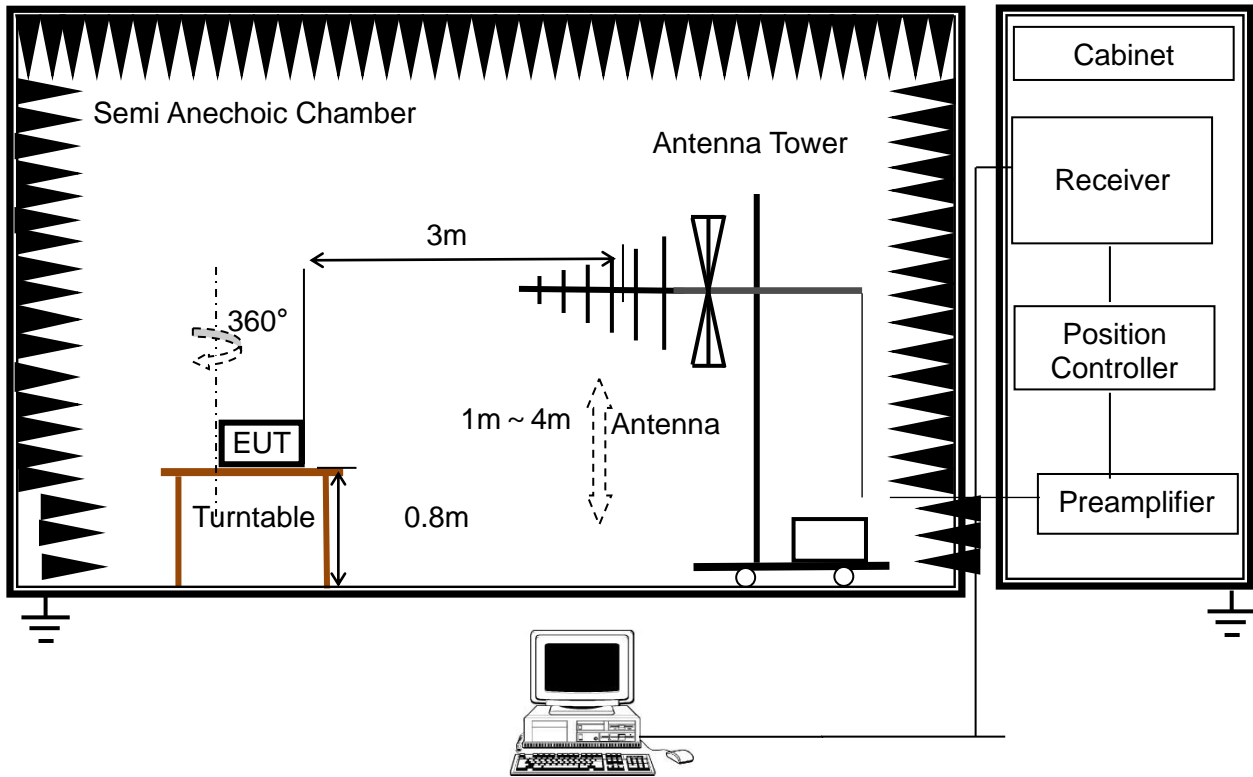 Semi Anechoic Chamber
Antenna Tower
3m
360°
1m ~ 4m
Antenna
EUT
Turntable
0.8m
Cabinet
Receiver
Position
Controller
Preamplifier